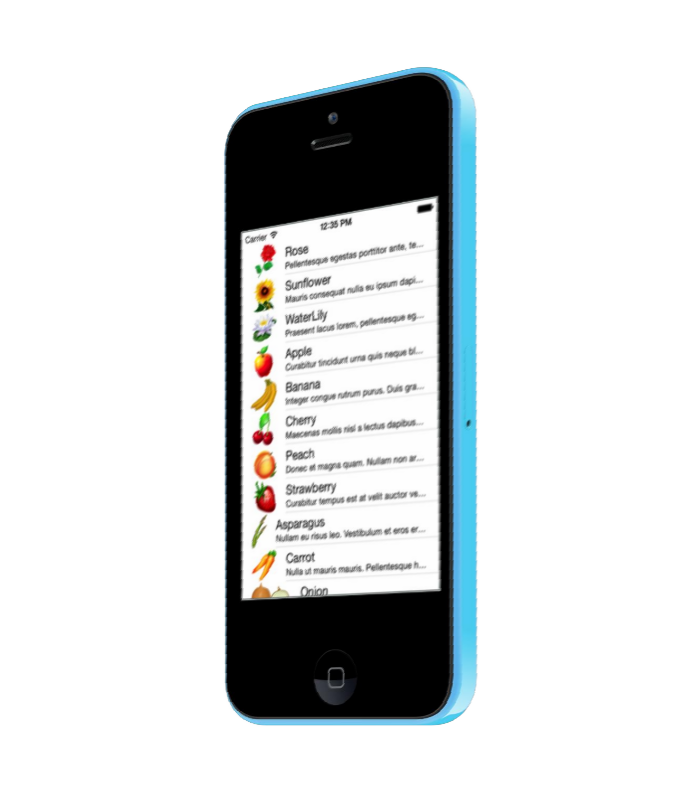 Carrier 12:35 PM
Rose
Pellentesque egestas porttitor ante, te...
Sunflower
Mauris consequat nulla eu ipsum dapi...
WaterLily
Praesent lacus lorem, pellentesque eg...
Apple
Curabitur tincidunt urna quis neque bl...
Banana
Integer congue rutrum purus. Duis gra...
Cherry
Maecenas mollis nisi a lectus dapibus...
Peach
Donec et magna quam. Nullam non ar...
Strawberry
Curabitur tempus est at velit auctor ve...
Asparagus
Nullam eu risus leo. Vestibulum et eros er...
Carrot
Nulla ut mauris mauris. Pellentesque h...
Onion